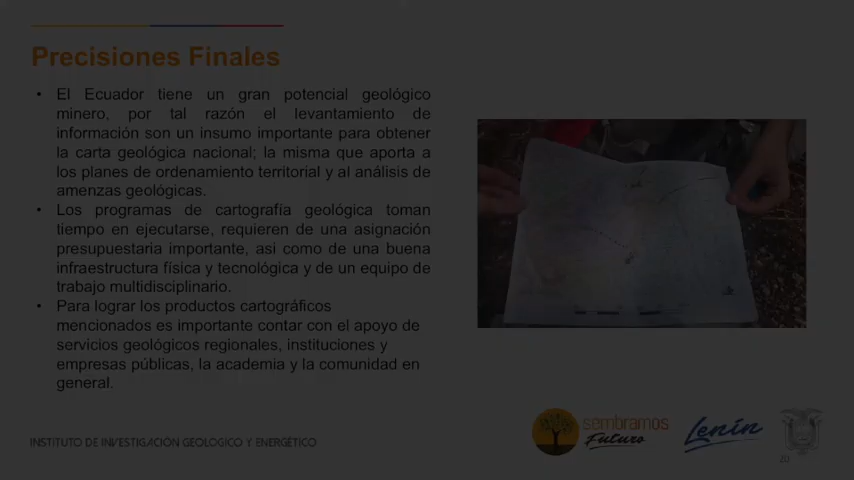 Precisiones Finales
• El Ecuador tiene un gran potencial geológico
minero, por tal razón el levantamiento de
información son un insumo importante para obtener
la carta geológica nacional; la misma que aporta a
los planes de ordenamiento territorial y al análisis de
amenzas geológicas.
• Los programas de cartografía geológica toman
tiempo en ejecutarse, requieren de una asignación
presupuestaria importante, asi como de una buena
infraestructura física y tecnológica y de un equipo de
trabajo multidisciplinario.
• Para lograr los productos cartográficos
mencionados es importante contar con el apoyo de
servicios geológicos regionales, instituciones y
empresas públicas, la academia y la comunidad en
general.
INSTITUTO DE INVESTIGACIÓN GEOLÓGICO Y ENERGÉTICO
sembramos
Futuro
Lenín
20